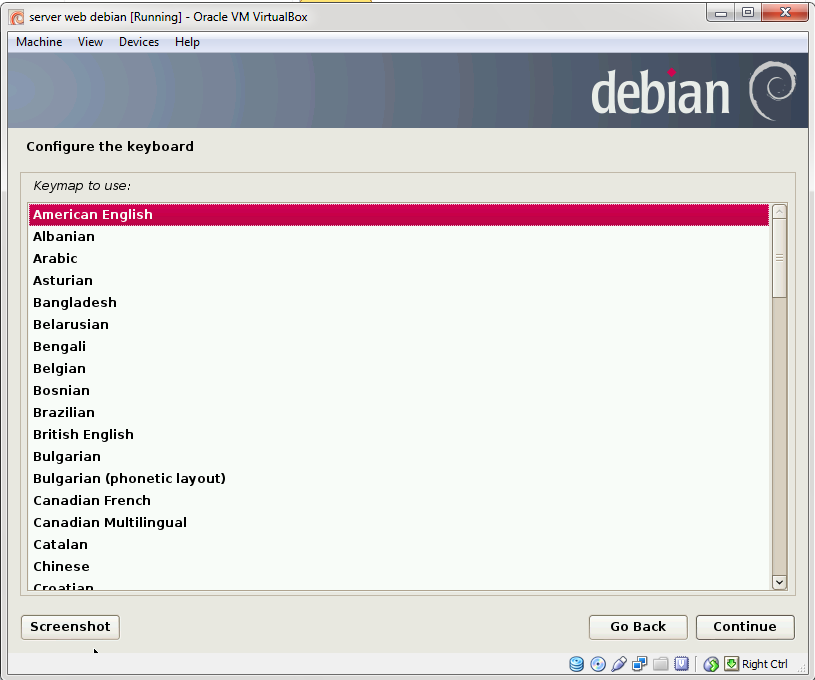 server web debian [Running] - Oracle VM VirtualBox
Machine View Devices Help
debian
Configure the keyboard
Keymap to use:
American English
Albanian
Arabic
Asturian
Bangladesh
Belarusian
Bengali
Belgian
Bosnian
Brazilian
British English
Bulgarian
Bulgarian (phonetic layout)
Canadian French
Canadian Multilingual
Catalan
Chinese
Croatian
Screenshot Go Back Continue
Right Ctrl